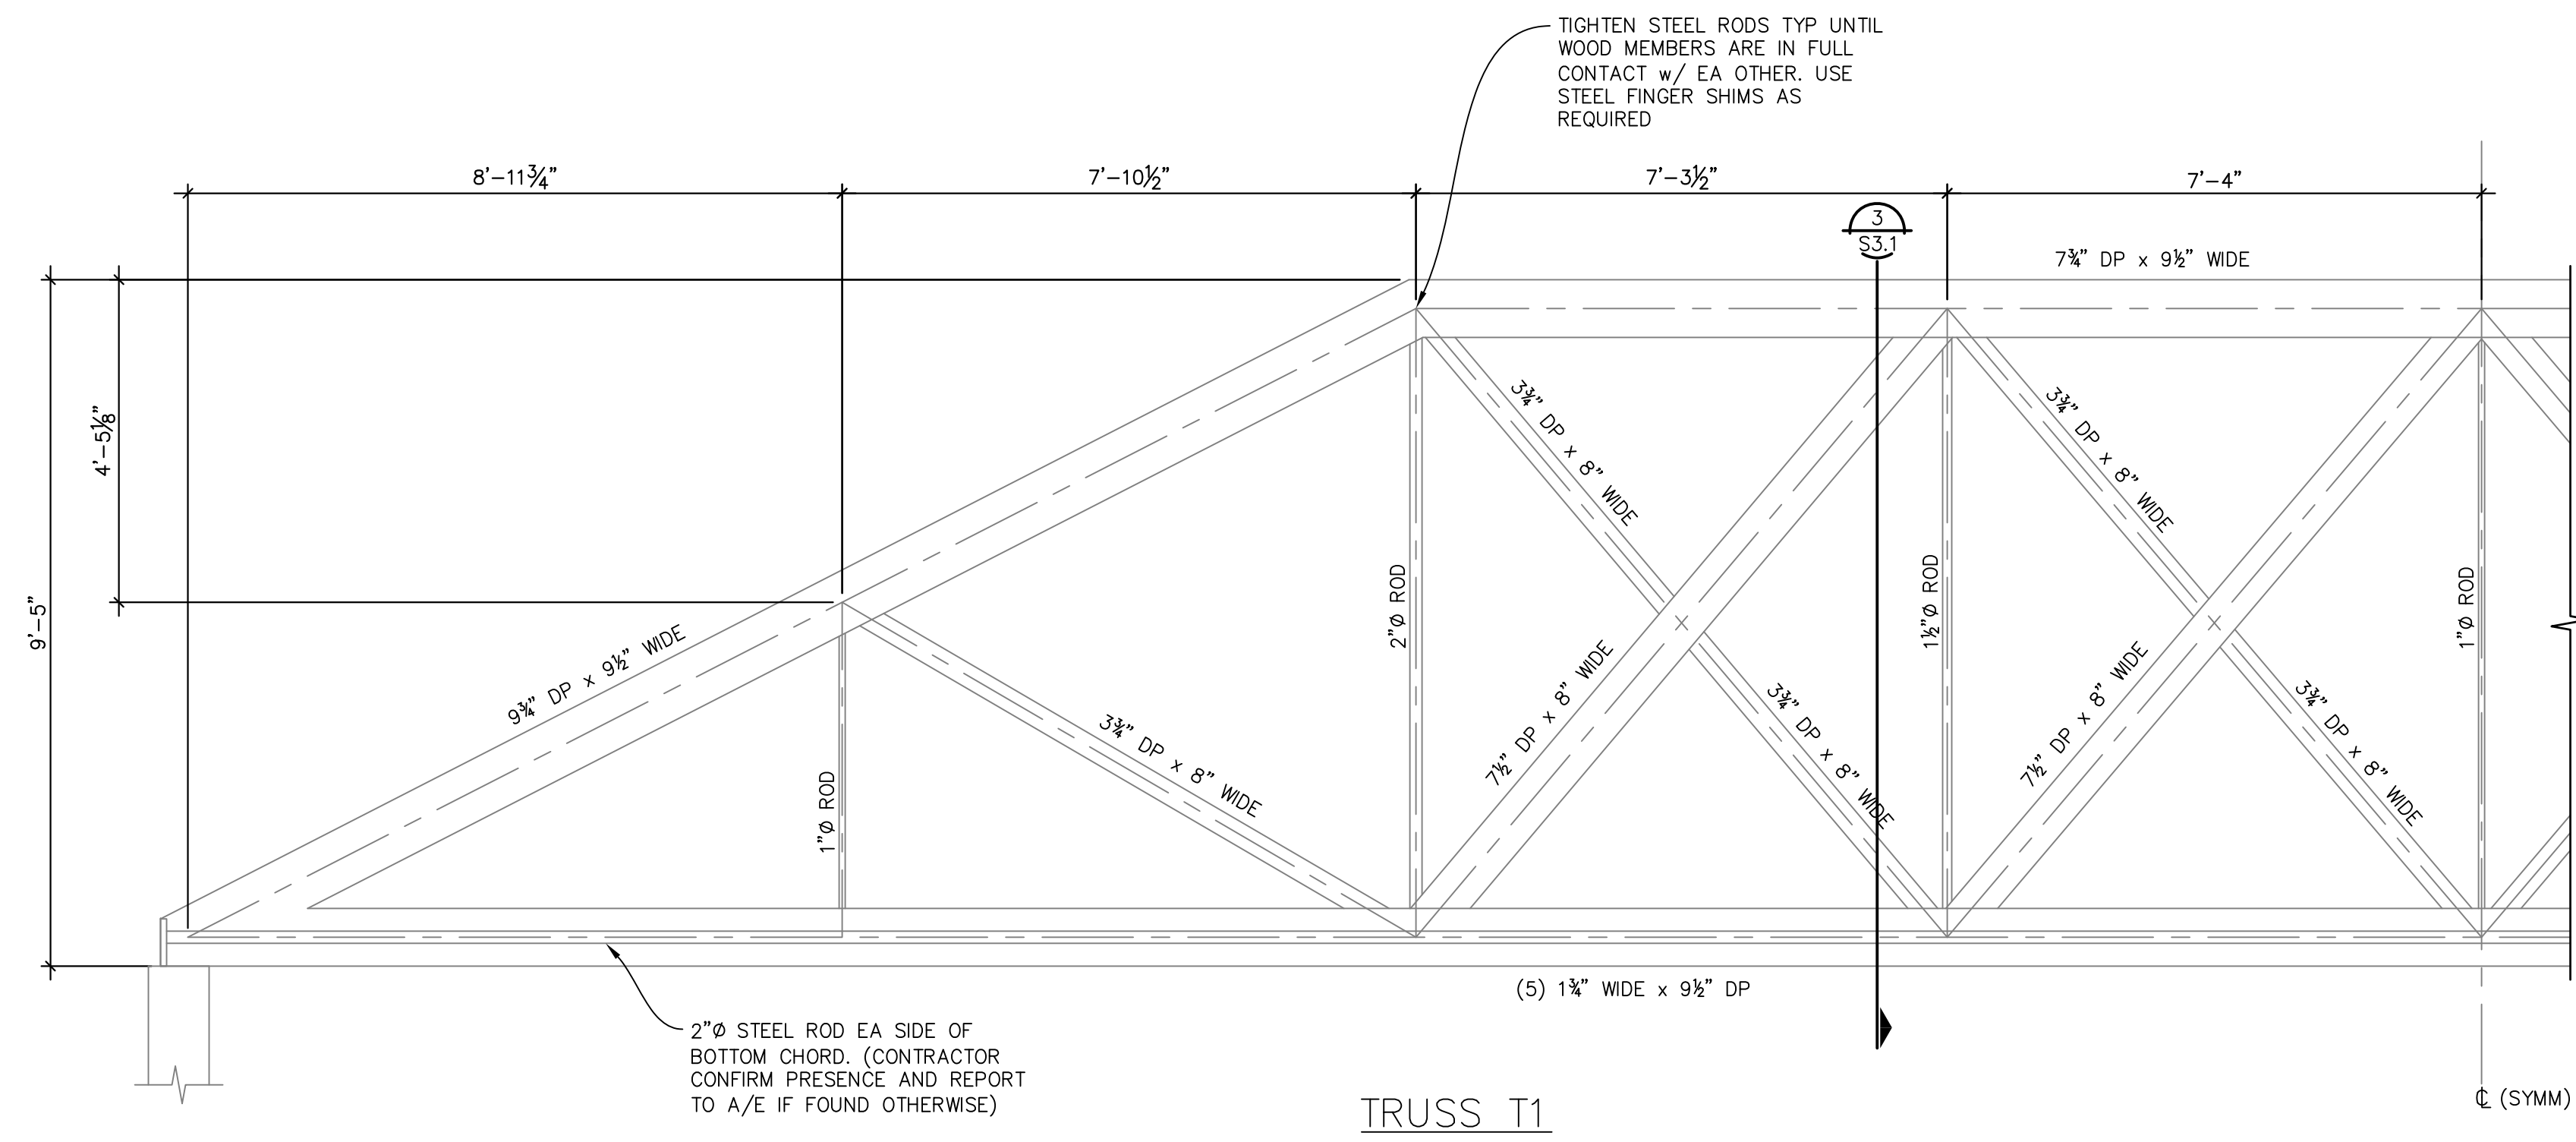 TIGHTEN STEEL RODS TYP UNTIL
WOOD MEMBERS ARE IN FULL
CONTACT w/ EA OTHER. USE
STEEL FINGER SHIMS AS
REQUIRED
8'-11¾"
7'-10½"
7'-3½"
7'-4"
3
S3.1
7¾" DP x 9½" WIDE
4'-5⅛"
9'-5"
9¾" DP x 9½" WIDE
1"Ø ROD
3¾" DP x 8" WIDE
2"Ø ROD
3¾" DP x 8" WIDE
7½" DP x 8" WIDE
3¾" DP x 8" WIDE
1½"Ø ROD
3¾" DP x 8" WIDE
7½" DP x 8" WIDE
3¾" DP x 8" WIDE
1"Ø ROD
(5) 1¾" WIDE x 9½" DP
2"Ø STEEL ROD EA SIDE OF
BOTTOM CHORD. (CONTRACTOR
CONFIRM PRESENCE AND REPORT
TO A/E IF FOUND OTHERWISE)
TRUSS T1
℄ (SYMM)